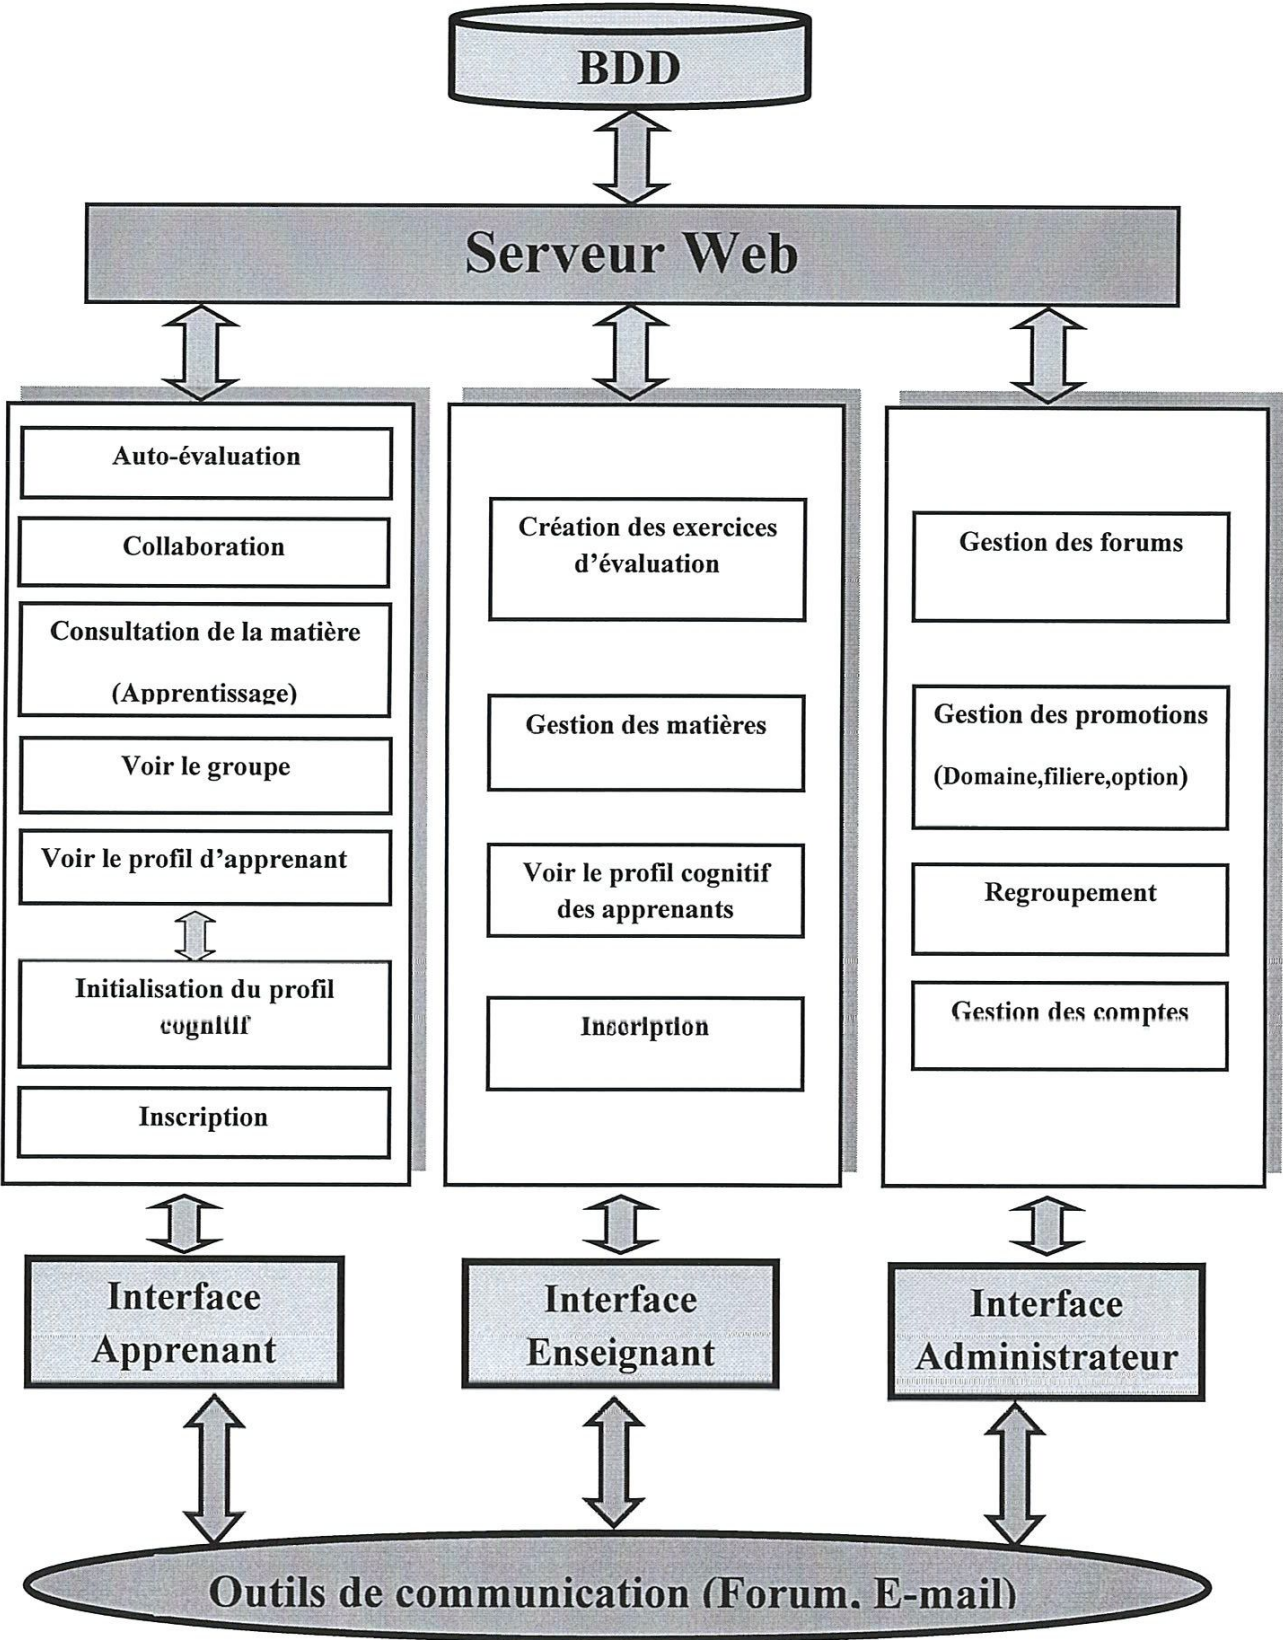 BDD
Serveur Web
Auto-évaluation
Collaboration
Consultation de la matière
(Apprentissage)
Voir le groupe
Voir le profil d'apprenant
Initialisation du profil
cognitif
Inscription
Création des exercices
d'évaluation
Gestion des matières
Voir le profil cognitif
des apprenants
Inscription
Gestion des forums
Gestion des promotions
(Domaine,filiere,option)
Regroupement
Gestion des comptes
Interface
Apprenant
Interface
Enseignant
Interface
Administrateur
Outils de communication (Forum, E-mail)